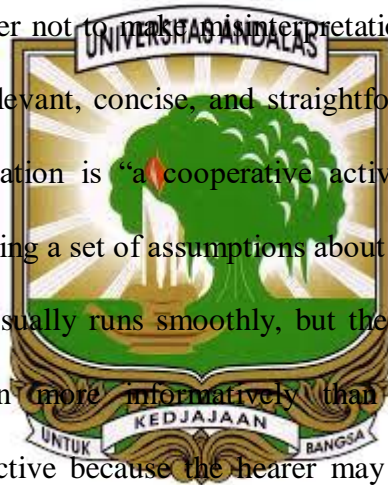 er not to make misinterpretatio
UNIVERSITAS ANDALAS
levant, concise, and straightfo
ation is “a cooperative activ
ing a set of assumptions about
sually runs smoothly, but the
n more informatively than
KEDJAJAAN
UNTUK BANGSA
ctive because the hearer may